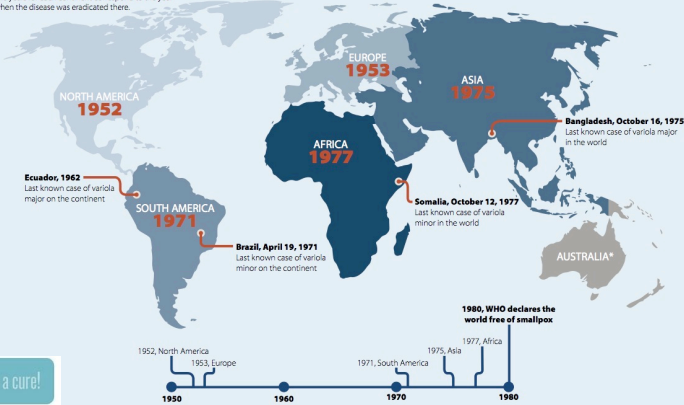 when the disease was eradicated there.
EUROPE
1953
ASIA
1975
NORTH AMERICA
1952
AFRICA
1977
Bangladesh, October 16, 1975
Last known case of variola major
in the world
Ecuador, 1962
Last known case of variola
major on the continent
SOUTH AMERICA
1971
Somalia, October 12, 1977
Last known case of variola
minor in the world
Brazil, April 19, 1971
Last known case of variola
minor on the continent
AUSTRALIA*
1980, WHO declares the
world free of smallpox
1952, North America
1953, Europe
1971, South America
1975, Asia
1977, Africa
1950
1960
1970
1980
a cure!